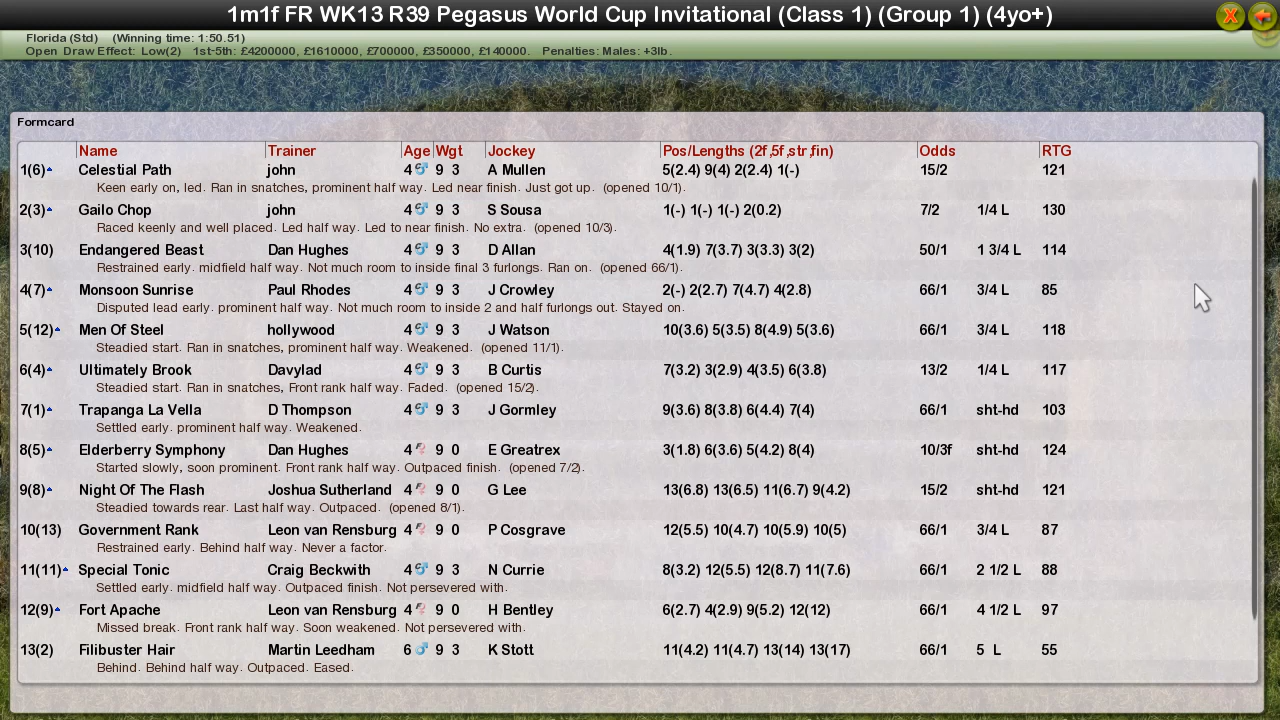 1m1f FR WK13 R39 Pegasus World Cup Invitational (Class 1) (Group 1) (4yo+)
Florida (Std) (Winning time: 1:50.51)
Open Draw Effect: Low(2) 1st-5th: £4200000, £1610000, £700000, £350000, £140000. Penalties: Males: +3lb.
Formcard
Name Trainer Age Wgt Jockey Pos/Lengths (2f,5f,str,fin) Odds RTG
1(6) Celestial Path john 4 9 3 A Mullen 5(2.4) 9(4) 2(2.4) 1(-) 15/2 121
Keen early on, led. Ran in snatches, prominent half way. Led near finish. Just got up. (opened 10/1).
2(3) Gailo Chop john 4 9 3 S Sousa 1(-) 1(-) 1(-) 2(0.2) 7/2 1/4 L 130
Raced keenly and well placed. Led half way. Led to near finish. No extra. (opened 10/3).
3(10) Endangered Beast Dan Hughes 4 9 3 D Allan 4(1.9) 7(3.7) 3(3.3) 3(2) 50/1 1 3/4 L 114
Restrained early. midfield half way. Not much room to inside final 3 furlongs. Ran on. (opened 66/1).
4(7) Monsoon Sunrise Paul Rhodes 4 9 3 J Crowley 2(-) 2(2.7) 7(4.7) 4(2.8) 66/1 3/4 L 85
Disputed lead early. prominent half way. Not much room to inside 2 and half furlongs out. Stayed on.
5(12) Men Of Steel hollywood 4 9 3 J Watson 10(3.6) 5(3.5) 8(4.9) 5(3.6) 66/1 3/4 L 118
Steadied start. Ran in snatches, prominent half way. Weakened. (opened 11/1).
6(4) Ultimately Brook Davylad 4 9 3 B Curtis 7(3.2) 3(2.9) 4(3.5) 6(3.8) 13/2 1/4 L 117
Steadied start. Ran in snatches, Front rank half way. Faded. (opened 15/2).
7(1) Trapanga La Vella D Thompson 4 9 3 J Gormley 9(3.6) 8(3.8) 6(4.4) 7(4) 66/1 sht-hd 103
Settled early. prominent half way. Weakened.
8(5) Elderberry Symphony Dan Hughes 4 9 0 E Greatrex 3(1.8) 6(3.6) 5(4.2) 8(4) 10/3f sht-hd 124
Started slowly, soon prominent. Front rank half way. Outpaced finish. (opened 7/2).
9(8) Night Of The Flash Joshua Sutherland 4 9 0 G Lee 13(6.8) 13(6.5) 11(6.7) 9(4.2) 15/2 sht-hd 121
Steadied towards rear. Last half way. Outpaced. (opened 8/1).
10(13) Government Rank Leon van Rensburg 4 9 0 P Cosgrave 12(5.5) 10(4.7) 10(5.9) 10(5) 66/1 3/4 L 87
Restrained early. Behind half way. Never a factor.
11(11) Special Tonic Craig Beckwith 4 9 3 N Currie 8(3.2) 12(5.5) 12(8.7) 11(7.6) 66/1 2 1/2 L 88
Settled early. midfield half way. Outpaced finish. Not persevered with.
12(9) Fort Apache Leon van Rensburg 4 9 0 H Bentley 6(2.7) 4(2.9) 9(5.2) 12(12) 66/1 4 1/2 L 97
Missed break. Front rank half way. Soon weakened. Not persevered with.
13(2) Filibuster Hair Martin Leedham 6 9 3 K Stott 11(4.2) 11(4.7) 13(14) 13(17) 66/1 5 L 55
Behind. Behind half way. Outpaced. Eased.